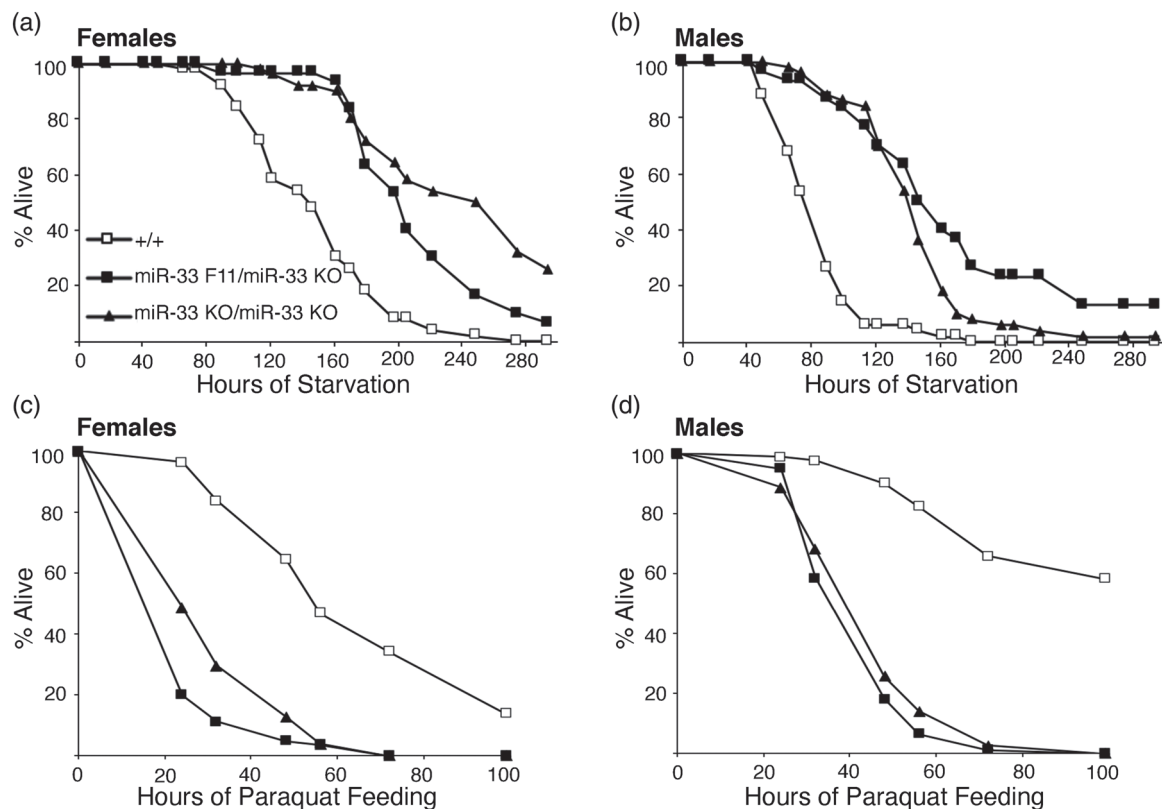 (a)
Females
100
80
60
40
20
% Alive
+/+
miR-33 F11/miR-33 KO
miR-33 KO/miR-33 KO
0 40 80 120 160 200 240 280
Hours of Starvation
(b)
Males
100
80
60
40
20
% Alive
0 40 80 120 160 200 240 280
Hours of Starvation
(c)
Females
100
80
60
40
20
% Alive
0 20 40 60 80 100
Hours of Paraquat Feeding
(d)
Males
100
80
60
40
20
% Alive
0 20 40 60 80 100
Hours of Paraquat Feeding